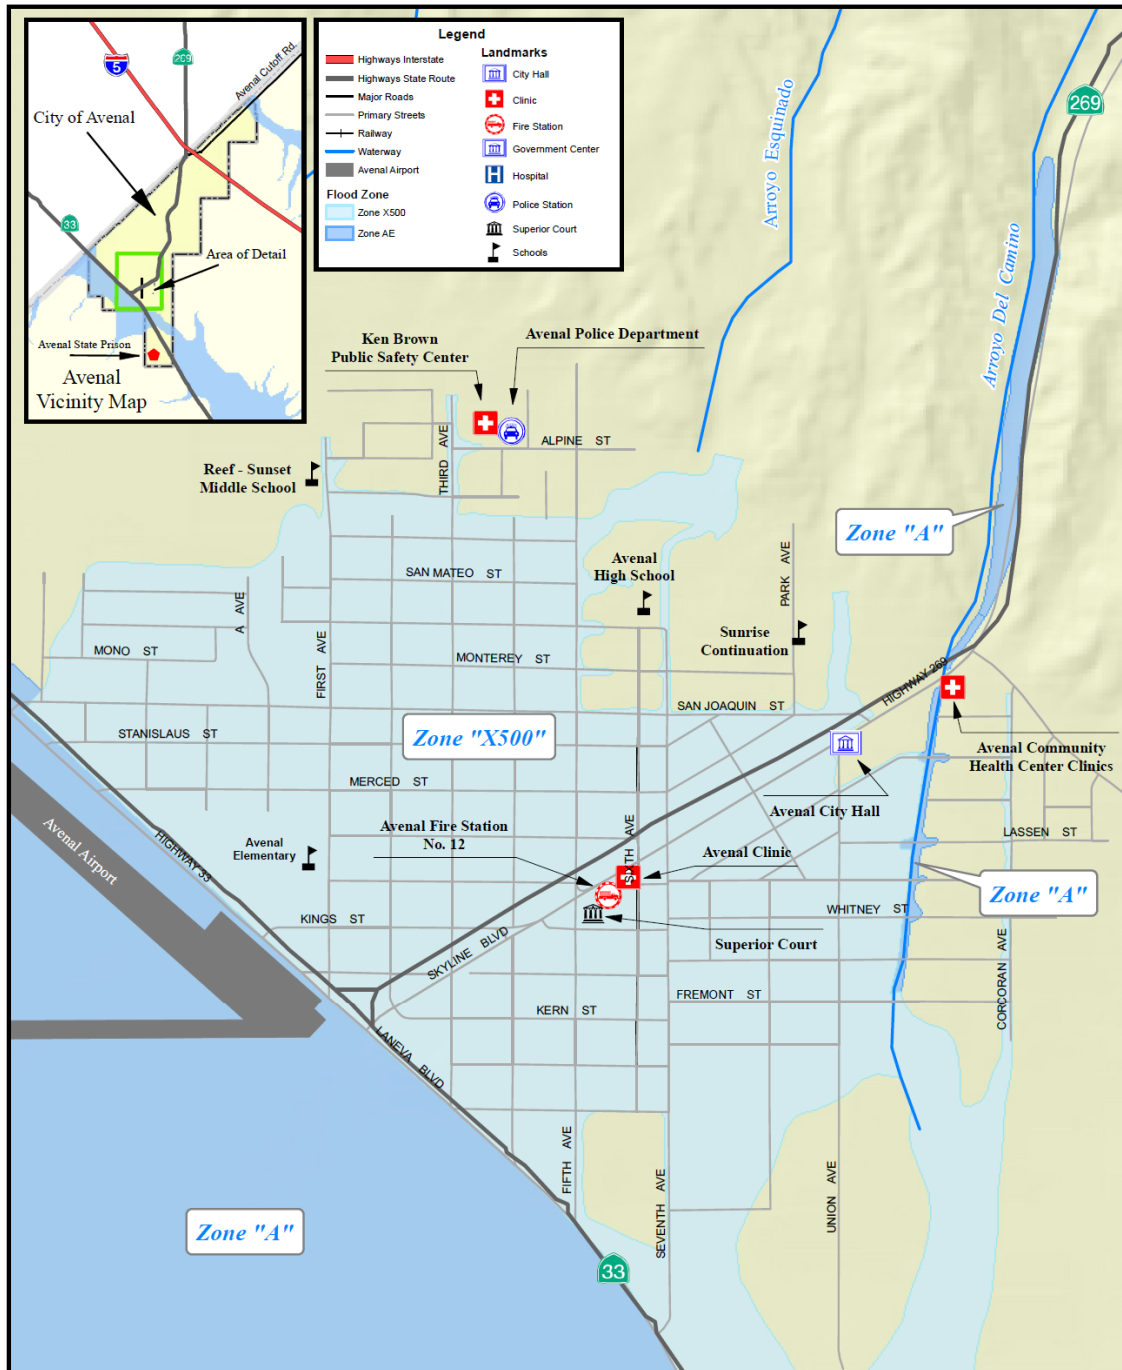 5
269
Avenal Cutoff Rd.
City of Avenal
33
Area of Detail
Avenal State Prison
Avenal
Vicinity Map
Legend
Highways Interstate
Highways State Route
Major Roads
Primary Streets
Railway
Waterway
Avenal Airport
Flood Zone
Zone X500
Zone AE
Landmarks
City Hall
Clinic
Fire Station
Government Center
H
Hospital
Police Station
Superior Court
Schools
269
Arroyo Esquinado
Arroyo Del Camino
Ken Brown
Public Safety Center
Avenal Police Department
THIRD AVE
ALPINE ST
Reef - Sunset
Middle School
Zone "A"
Avenal
High School
SAN MATEO ST
PARK AVE
A AVE
FIRST AVE
Sunrise
Continuation
MONO ST
MONTEREY ST
HIGHWAY 269
SAN JOAQUIN ST
STANISLAUS ST
Zone "X500"
Avenal Community
Health Center Clinics
MERCED ST
Avenal City Hall
Avenal Fire Station
No. 12
SIXTH AVE
LASSEN ST
Avenal Airport
HIGHWAY 33
Avenal
Elementary
Avenal Clinic
Zone "A"
WHITNEY ST
KINGS ST
SKYLINE BLVD
Superior Court
CORCORAN AVE
FREMONT ST
KERN ST
LANEVA BLVD
FIFTH AVE
SEVENTH AVE
UNION AVE
Zone "A"
33